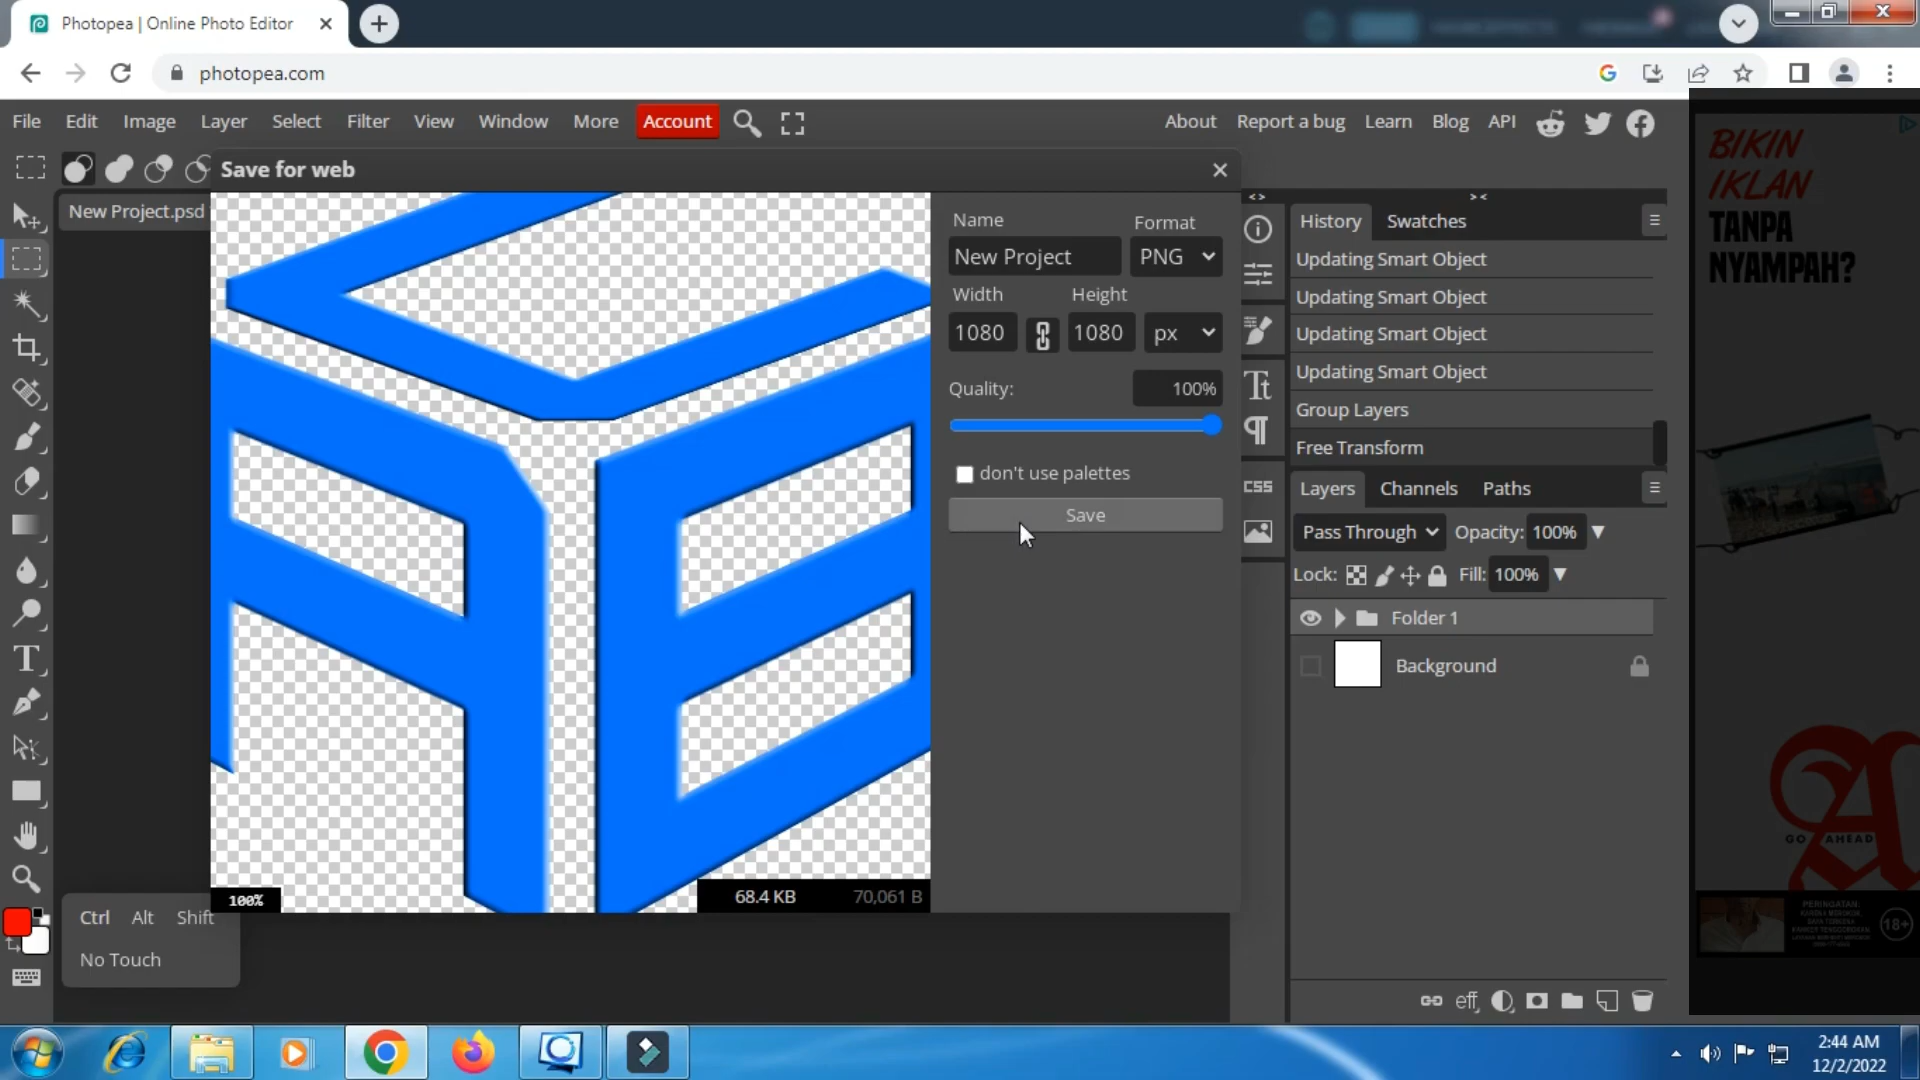 Photopea | Online Photo Editor
photopea.com
File Edit Image Layer Select Filter View Window More Account
About Report a bug Learn Blog API
Save for web
New Project.psd
Name Format
New Project PNG
Width Height
1080 1080 px
Quality: 100%
don't use palettes
Save
100%
68.4 KB 70,061 B
Ctrl Alt Shift
No Touch
CSS
History Swatches
Updating Smart Object
Updating Smart Object
Updating Smart Object
Updating Smart Object
Group Layers
Free Transform
Layers Channels Paths
Pass Through Opacity: 100%
Lock: Fill: 100%
Folder 1
Background
eff
BIKIN
IKLAN
TANPA
NYAMPAH?
GO AHEAD
PERINGATAN:
18+
2:44 AM
12/2/2022